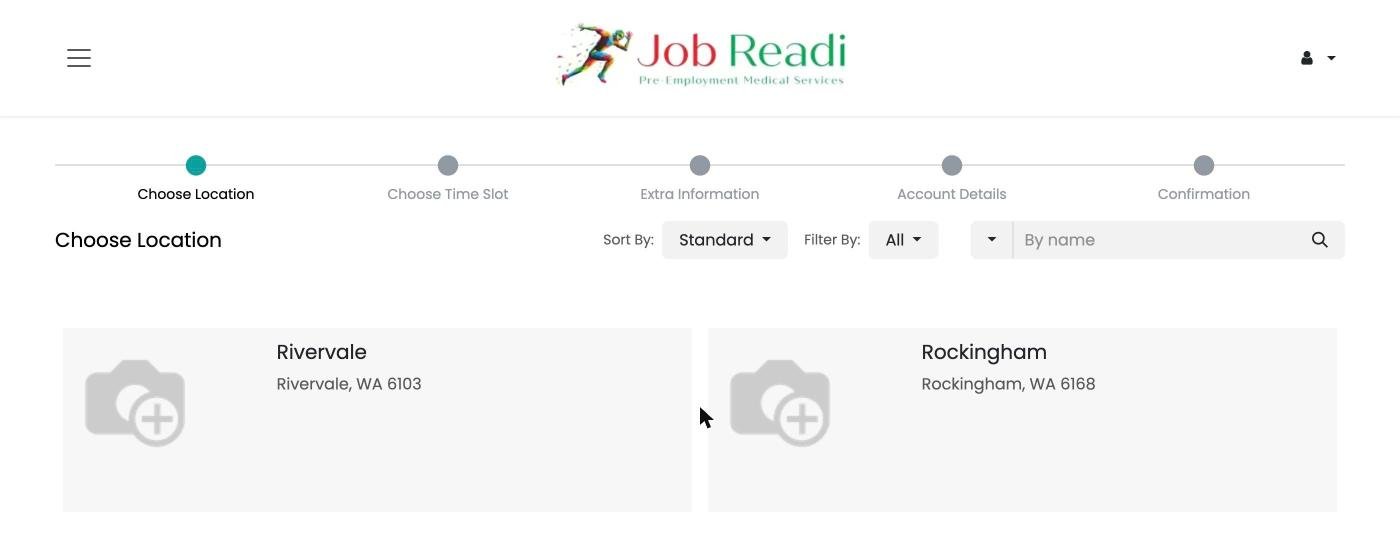 Job Readi
Pre-Employment Medical Services
Choose Location
Choose Time Slot
Extra Information
Account Details
Confirmation
Choose Location
Sort By: Standard
Filter By: All
By name
Rivervale
Rivervale, WA 6103
Rockingham
Rockingham, WA 6168